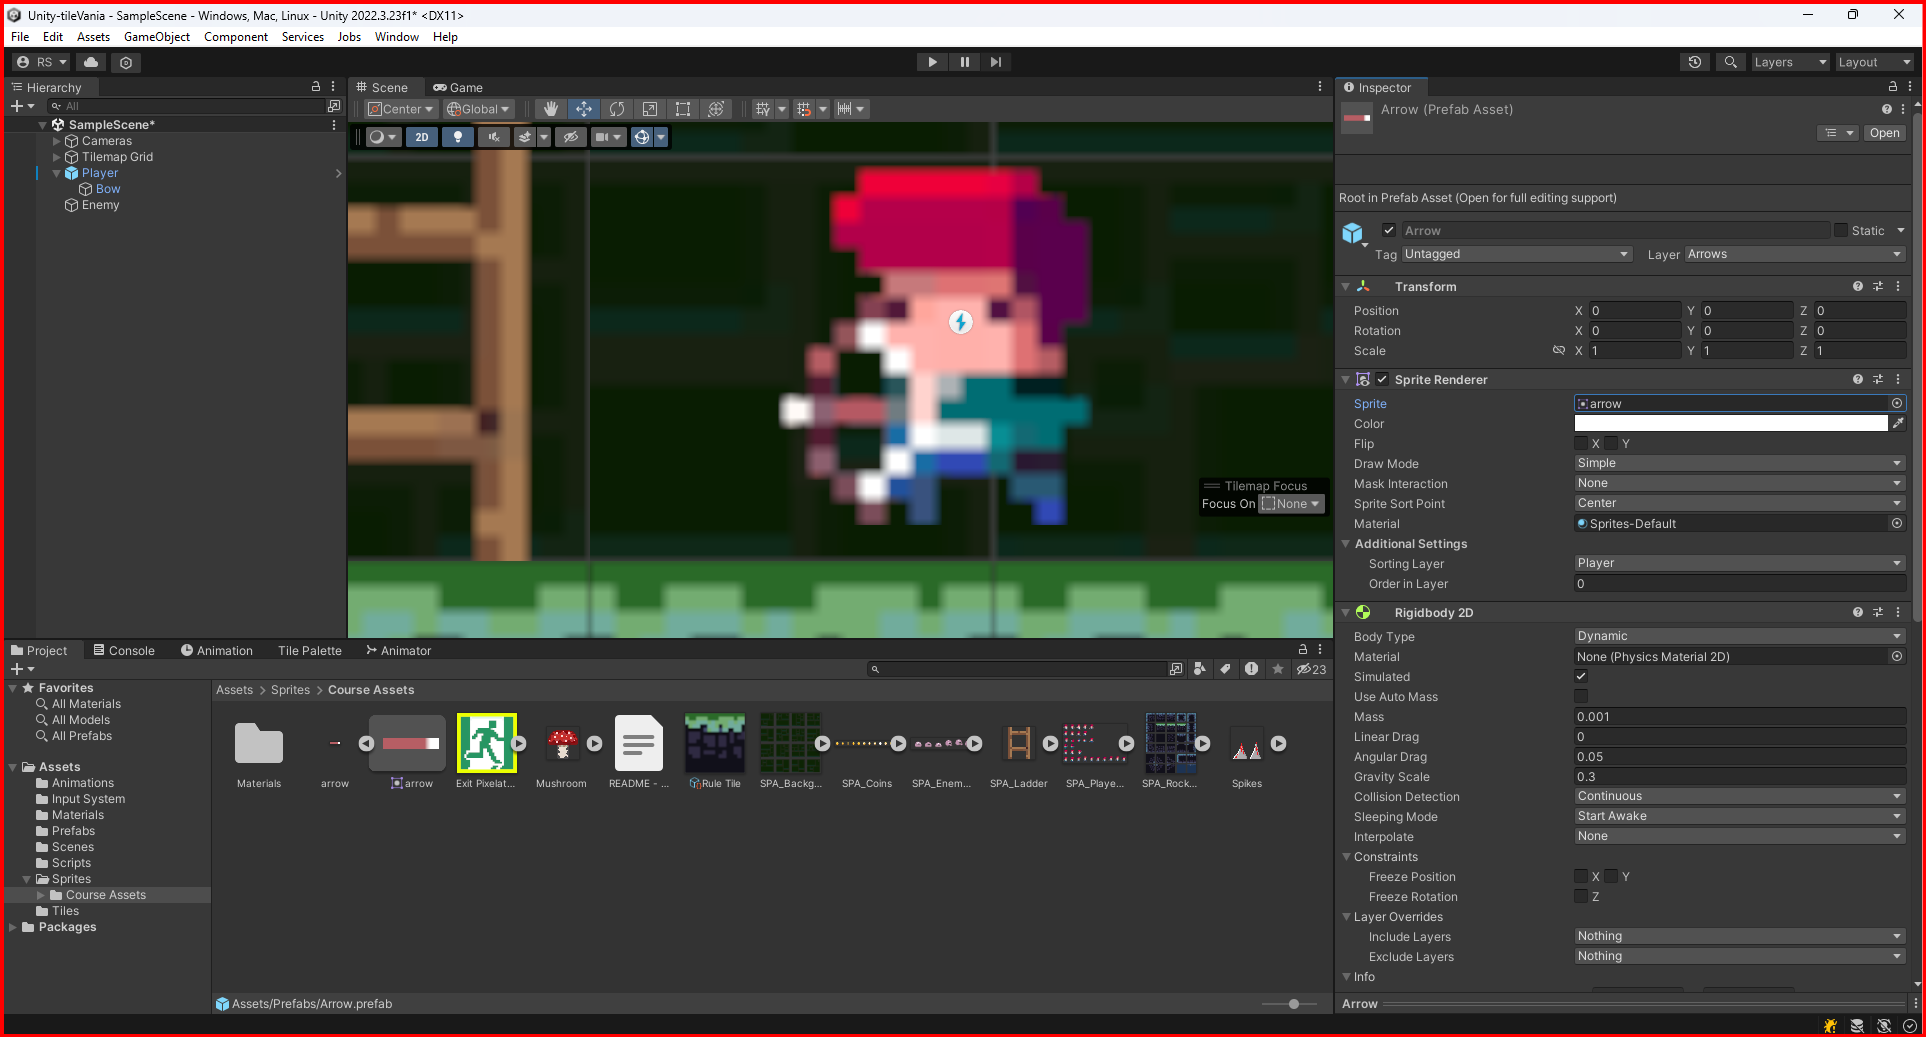 Unity-tileVania - SampleScene - Windows, Mac, Linux - Unity 2022.3.23f1* <DX11>
File Edit Assets GameObject Component Services Jobs Window Help
RS Layers Layout
Hierarchy
All
SampleScene*
Cameras
Tilemap Grid
Player
Bow
Enemy
Scene Game
Center Global
2D
Tilemap Focus
Focus On None
Inspector
Arrow (Prefab Asset)
Open
Root in Prefab Asset (Open for full editing support)
Arrow Static
Tag Untagged Layer Arrows
Transform
Position X 0 Y 0 Z 0
Rotation X 0 Y 0 Z 0
Scale X 1 Y 1 Z 1
Sprite Renderer
Sprite arrow
Color
Flip X Y
Draw Mode Simple
Mask Interaction None
Sprite Sort Point Center
Material Sprites-Default
Additional Settings
Sorting Layer Player
Order in Layer 0
Rigidbody 2D
Body Type Dynamic
Material None (Physics Material 2D)
Simulated
Use Auto Mass
Mass 0.001
Linear Drag 0
Angular Drag 0.05
Gravity Scale 0.3
Collision Detection Continuous
Sleeping Mode Start Awake
Interpolate None
Constraints
Freeze Position X Y
Freeze Rotation Z
Layer Overrides
Include Layers Nothing
Exclude Layers Nothing
Info
Arrow
Project Console Animation Tile Palette Animator
23
Favorites
All Materials
All Models
All Prefabs
Assets
Animations
Input System
Materials
Prefabs
Scenes
Scripts
Sprites
Course Assets
Tiles
Packages
Assets > Sprites > Course Assets
Materials arrow arrow Exit Pixelat... Mushroom README - ... Rule Tile SPA_Backg... SPA_Coins SPA_Enem... SPA_Ladder SPA_Playe... SPA_Rock... Spikes
Assets/Prefabs/Arrow.prefab